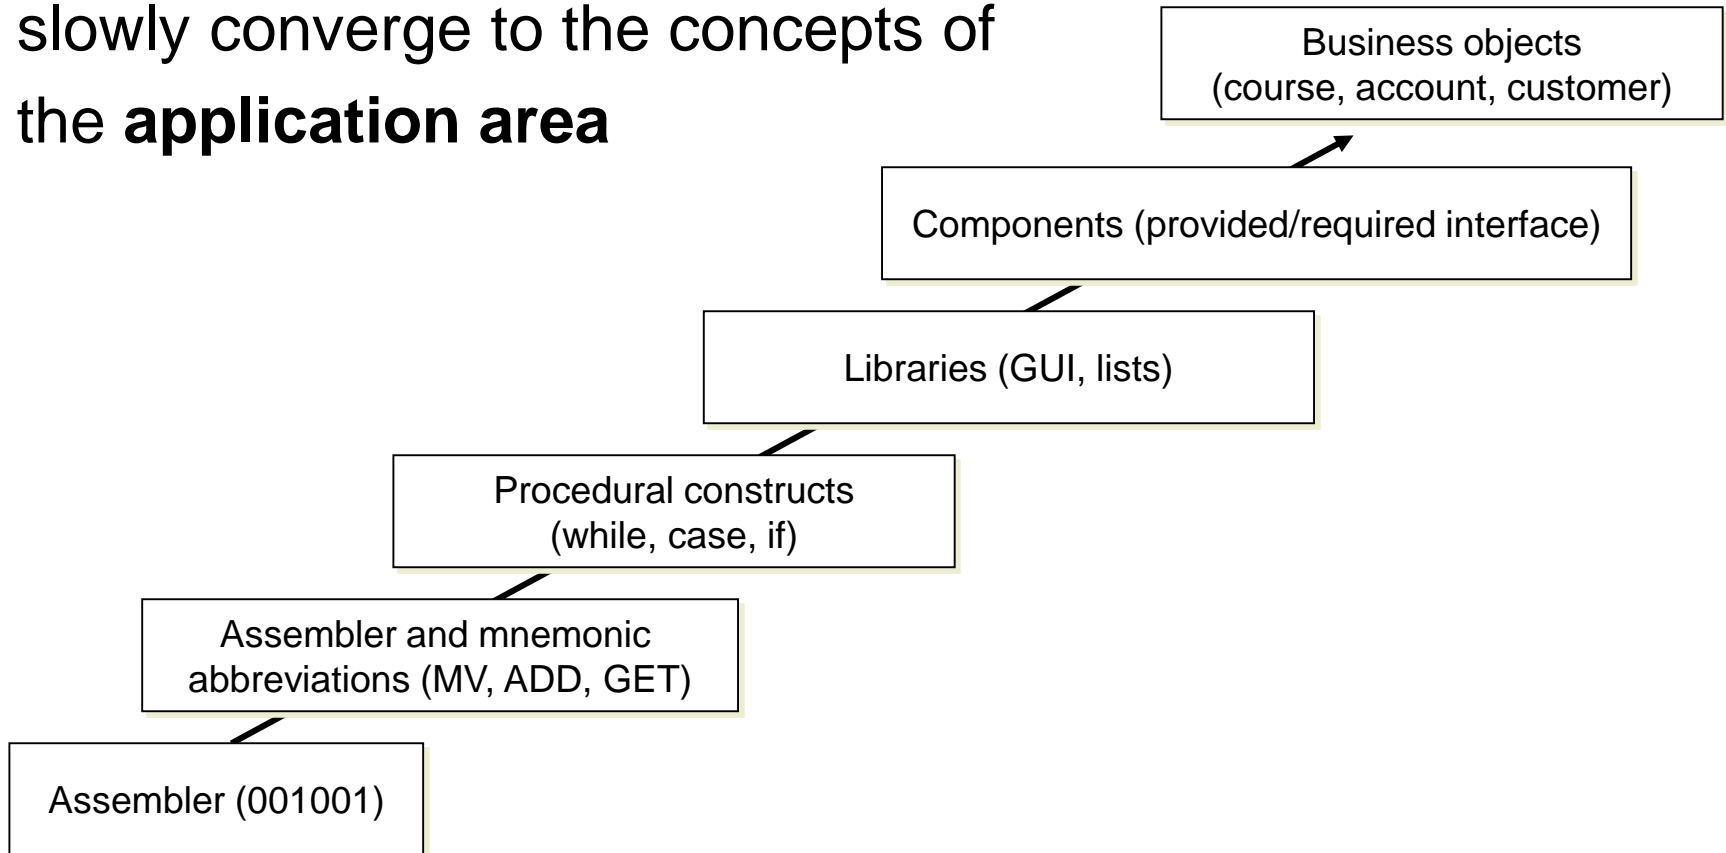 slowly converge to the concepts of
the application area
Business objects
(course, account, customer)
Components (provided/required interface)
Libraries (GUI, lists)
Procedural constructs
(while, case, if)
Assembler and mnemonic
abbreviations (MV, ADD, GET)
Assembler (001001)